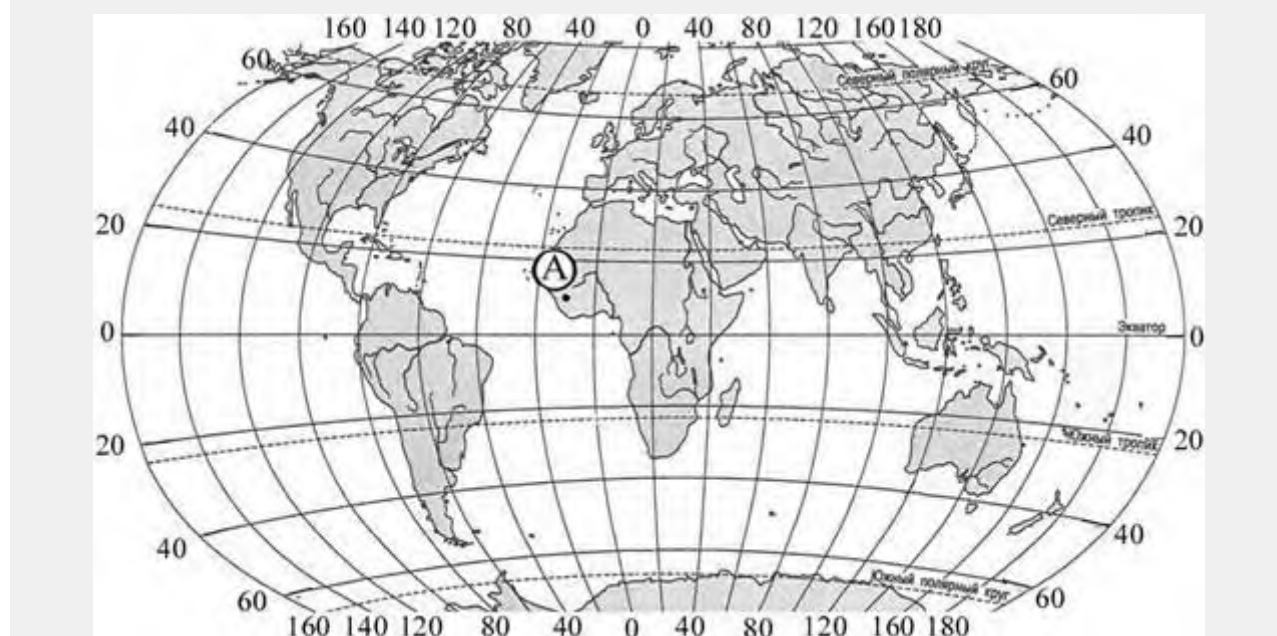 160 140 120 80 40 0 40 80 120 160 180
60 Северный полярный круг 60
40 40
20 Северный тропик 20
А
0 Экватор 0
20 Южный тропик 20
40 40
60 Южный полярный круг 60
160 140 120 80 40 0 40 80 120 160 180